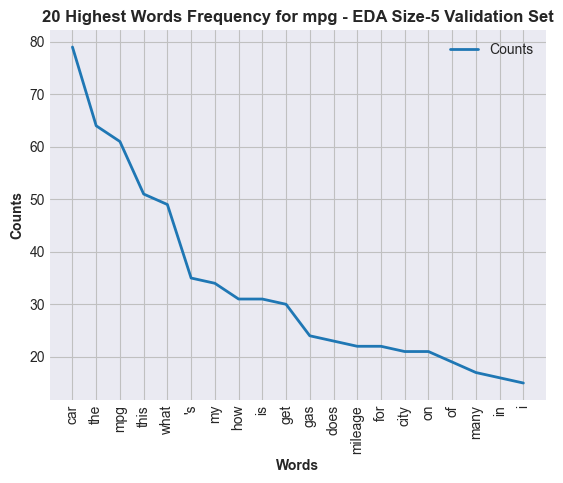 20 Highest Words Frequency for mpg - EDA Size-5 Validation Set
Counts
80
70
60
50
40
30
20
Counts
car
the
mpg
this
what
's
my
how
is
get
gas
does
mileage
for
city
on
of
many
in
i
Words